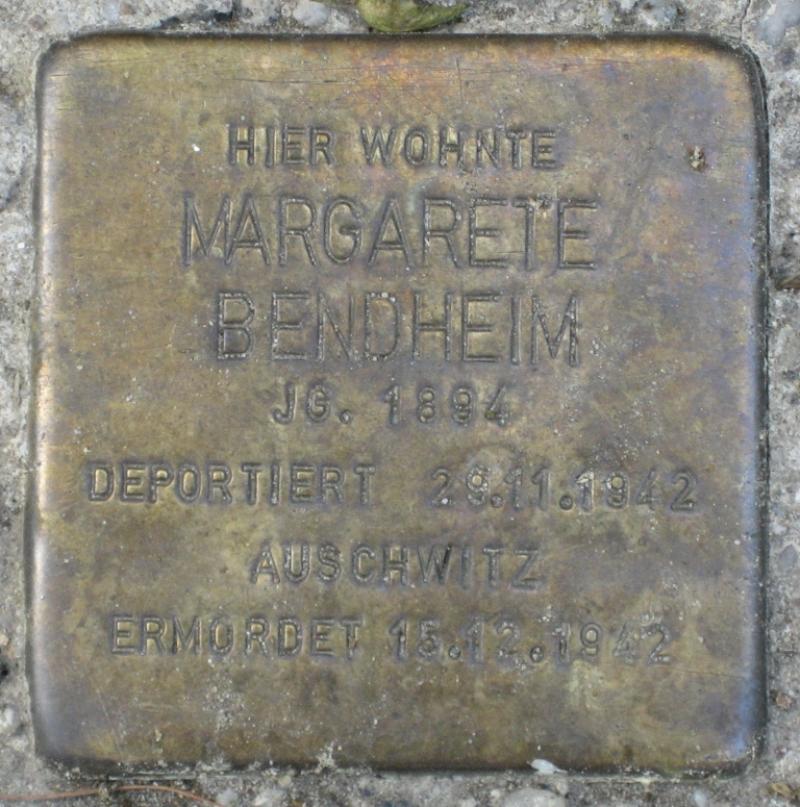 HIER WOHNTE
MARGARETE
BENDHEIM
JG. 1894
DEPORTIERT 29.11.1942
AUSCHWITZ
ERMORDET 15.12.1942